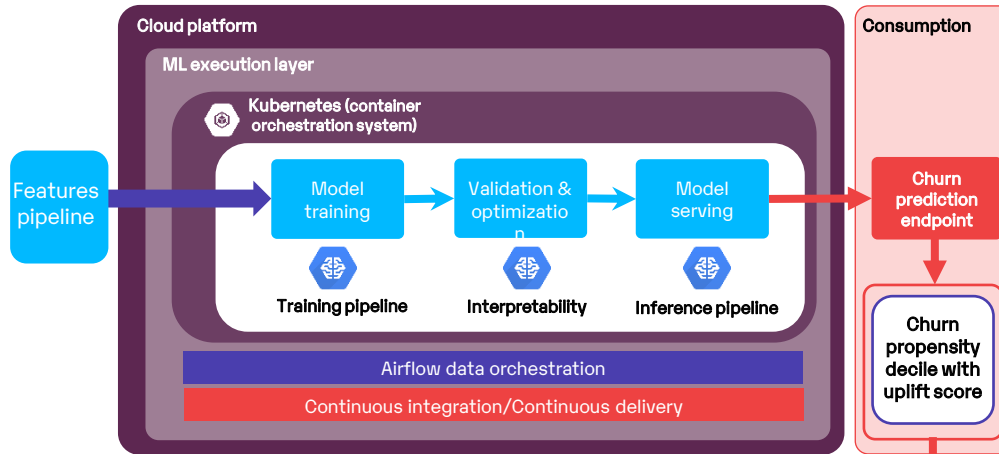 Cloud platform
Consumption
ML execution layer
Kubernetes (container
orchestration system)
Features
pipeline
Model
training
Validation &
optimizatio
n
Model
serving
Churn
prediction
endpoint
Training pipeline
Interpretability
Inference pipeline
Churn
propensity
decile with
uplift score
Airflow data orchestration
Continuous integration/Continuous delivery